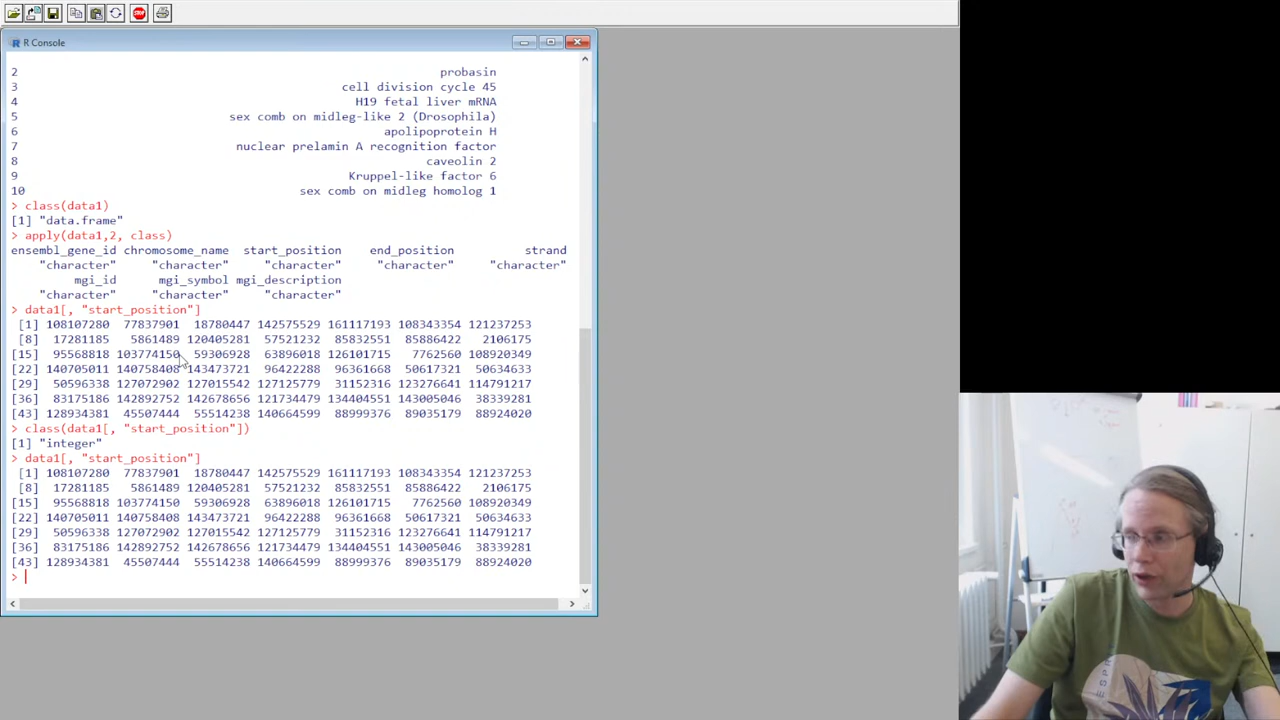 R Console
2 probasin
3 cell division cycle 45
4 H19 fetal liver mRNA
5 sex comb on midleg-like 2 (Drosophila)
6 apolipoprotein H
7 nuclear prelamin A recognition factor
8 caveolin 2
9 Kruppel-like factor 6
10 sex comb on midleg homolog 1
> class(data1)
[1] "data.frame"
> apply(data1,2, class)
ensembl_gene_id chromosome_name start_position end_position strand
"character" "character" "character" "character" "character"
mgi_id mgi_symbol mgi_description
"character" "character" "character"
> data1[, "start_position"]
[1] 108107280 77837901 18780447 142575529 161117193 108343354 121237253
[8] 17281185 5861489 120405281 57521232 85832551 85886422 2106175
[15] 95568818 103774150 59306928 63896018 126101715 7762560 108920349
[22] 140705011 140758408 143473721 96422288 96361668 50617321 50634633
[29] 50596338 127072902 127015542 127125779 31152316 123276641 114791217
[36] 83175186 142892752 142678656 121734479 134404551 143005046 38339281
[43] 128934381 45507444 55514238 140664599 88999376 89035179 88924020
> class(data1[, "start_position"])
[1] "integer"
> data1[, "start_position"]
[1] 108107280 77837901 18780447 142575529 161117193 108343354 121237253
[8] 17281185 5861489 120405281 57521232 85832551 85886422 2106175
[15] 95568818 103774150 59306928 63896018 126101715 7762560 108920349
[22] 140705011 140758408 143473721 96422288 96361668 50617321 50634633
[29] 50596338 127072902 127015542 127125779 31152316 123276641 114791217
[36] 83175186 142892752 142678656 121734479 134404551 143005046 38339281
[43] 128934381 45507444 55514238 140664599 88999376 89035179 88924020
>
STOP